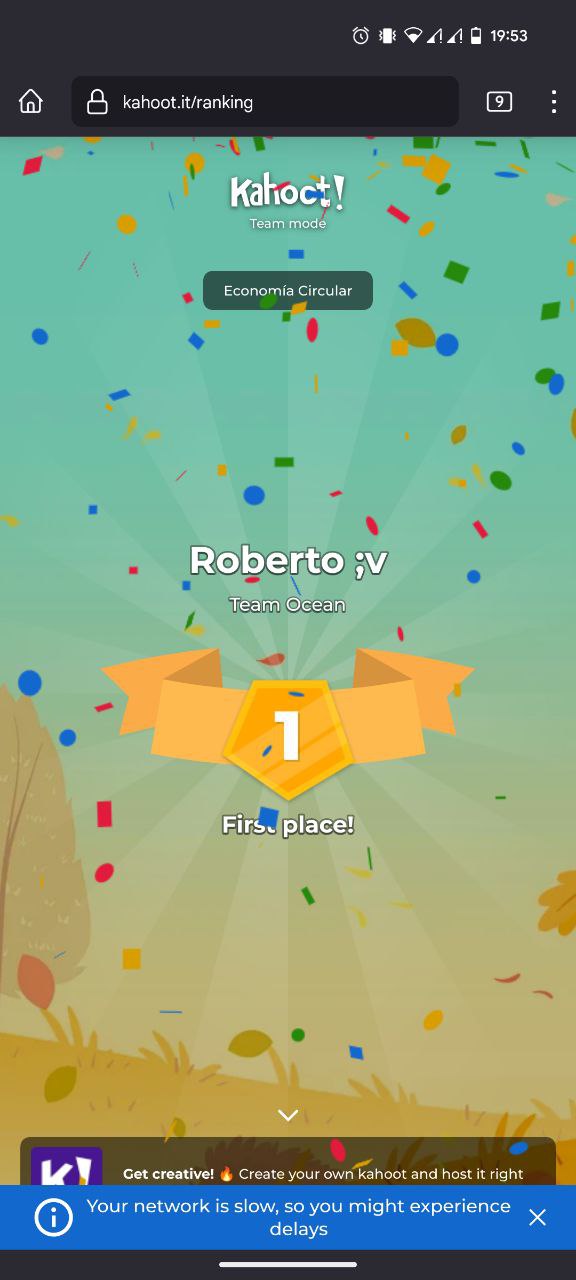 19:53
kahoot.it/ranking
9
Kahoot!
Team mode
Economía Circular
Roberto ;v
Team Ocean
1
First place!
K!
Get creative! 🔥 Create your own kahoot and host it right
Your network is slow, so you might experience
delays